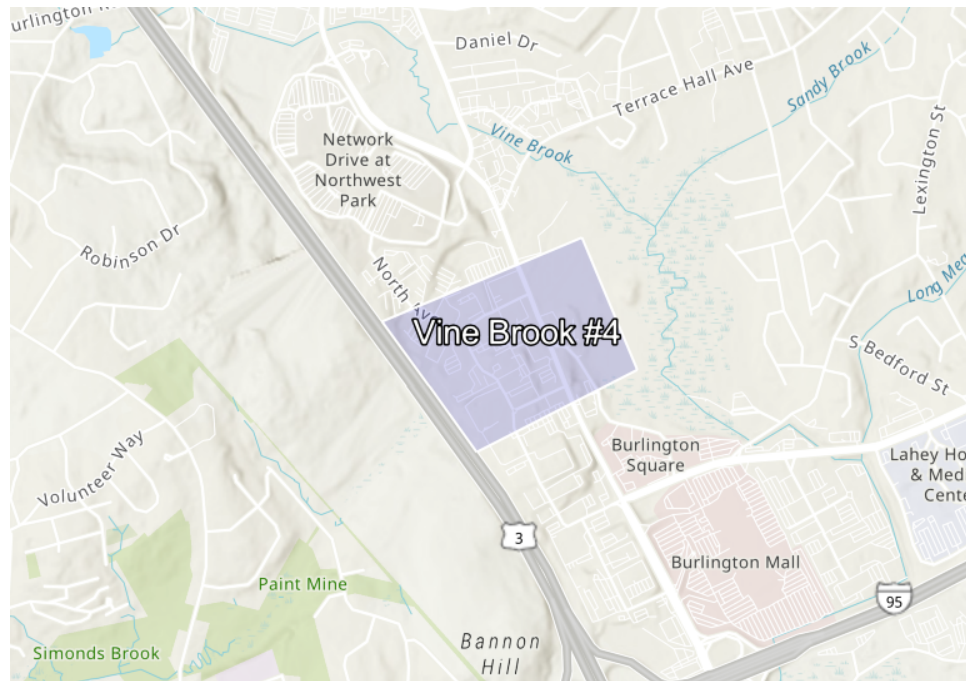 urlington R
Daniel Dr
Terrace Hall Ave
Sandy Brook
Vine Brook
Lexington St
Network
Drive at
Northwest
Park
Robinson Dr
North Av
Long Mea
Vine Brook #4
S Bedford St
Volunteer Way
Burlington
Square
Lahey Ho
& Med
Cente
3
Burlington Mall
Paint Mine
95
Bannon
Hill
Simonds Brook